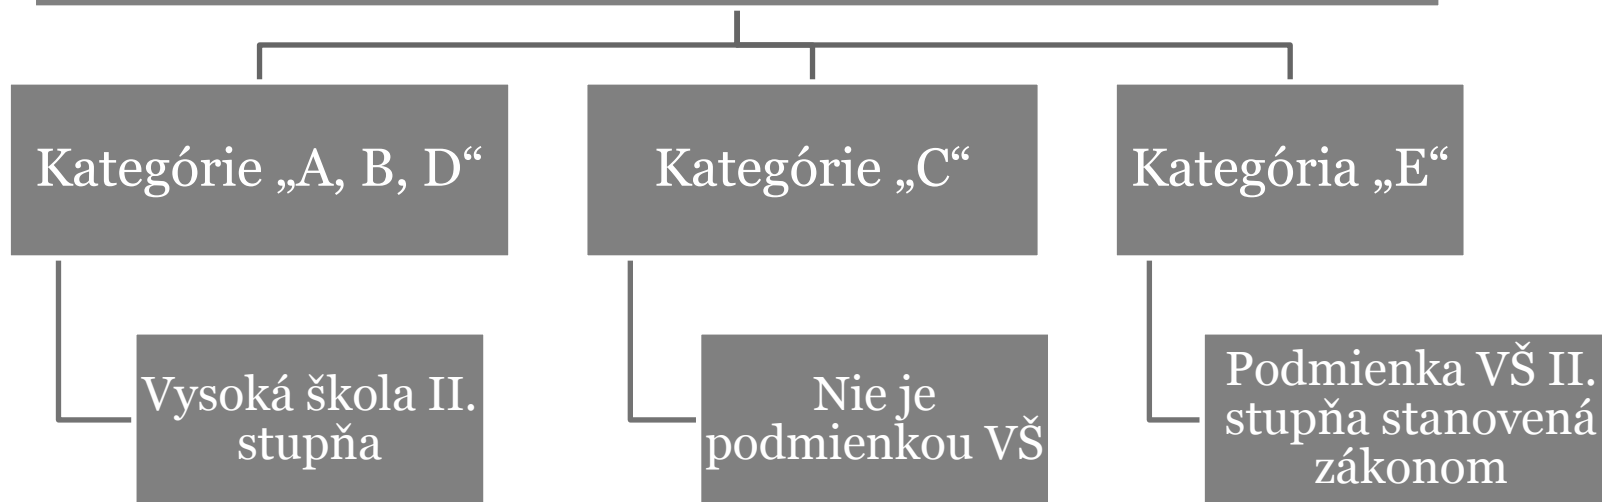 Kategórie „A, B, D“
Kategórie „C“
Kategória „E“
Vysoká škola II.
stupňa
Nie je
podmienkou VŠ
Podmienka VŠ II.
stupňa stanovená
zákonom